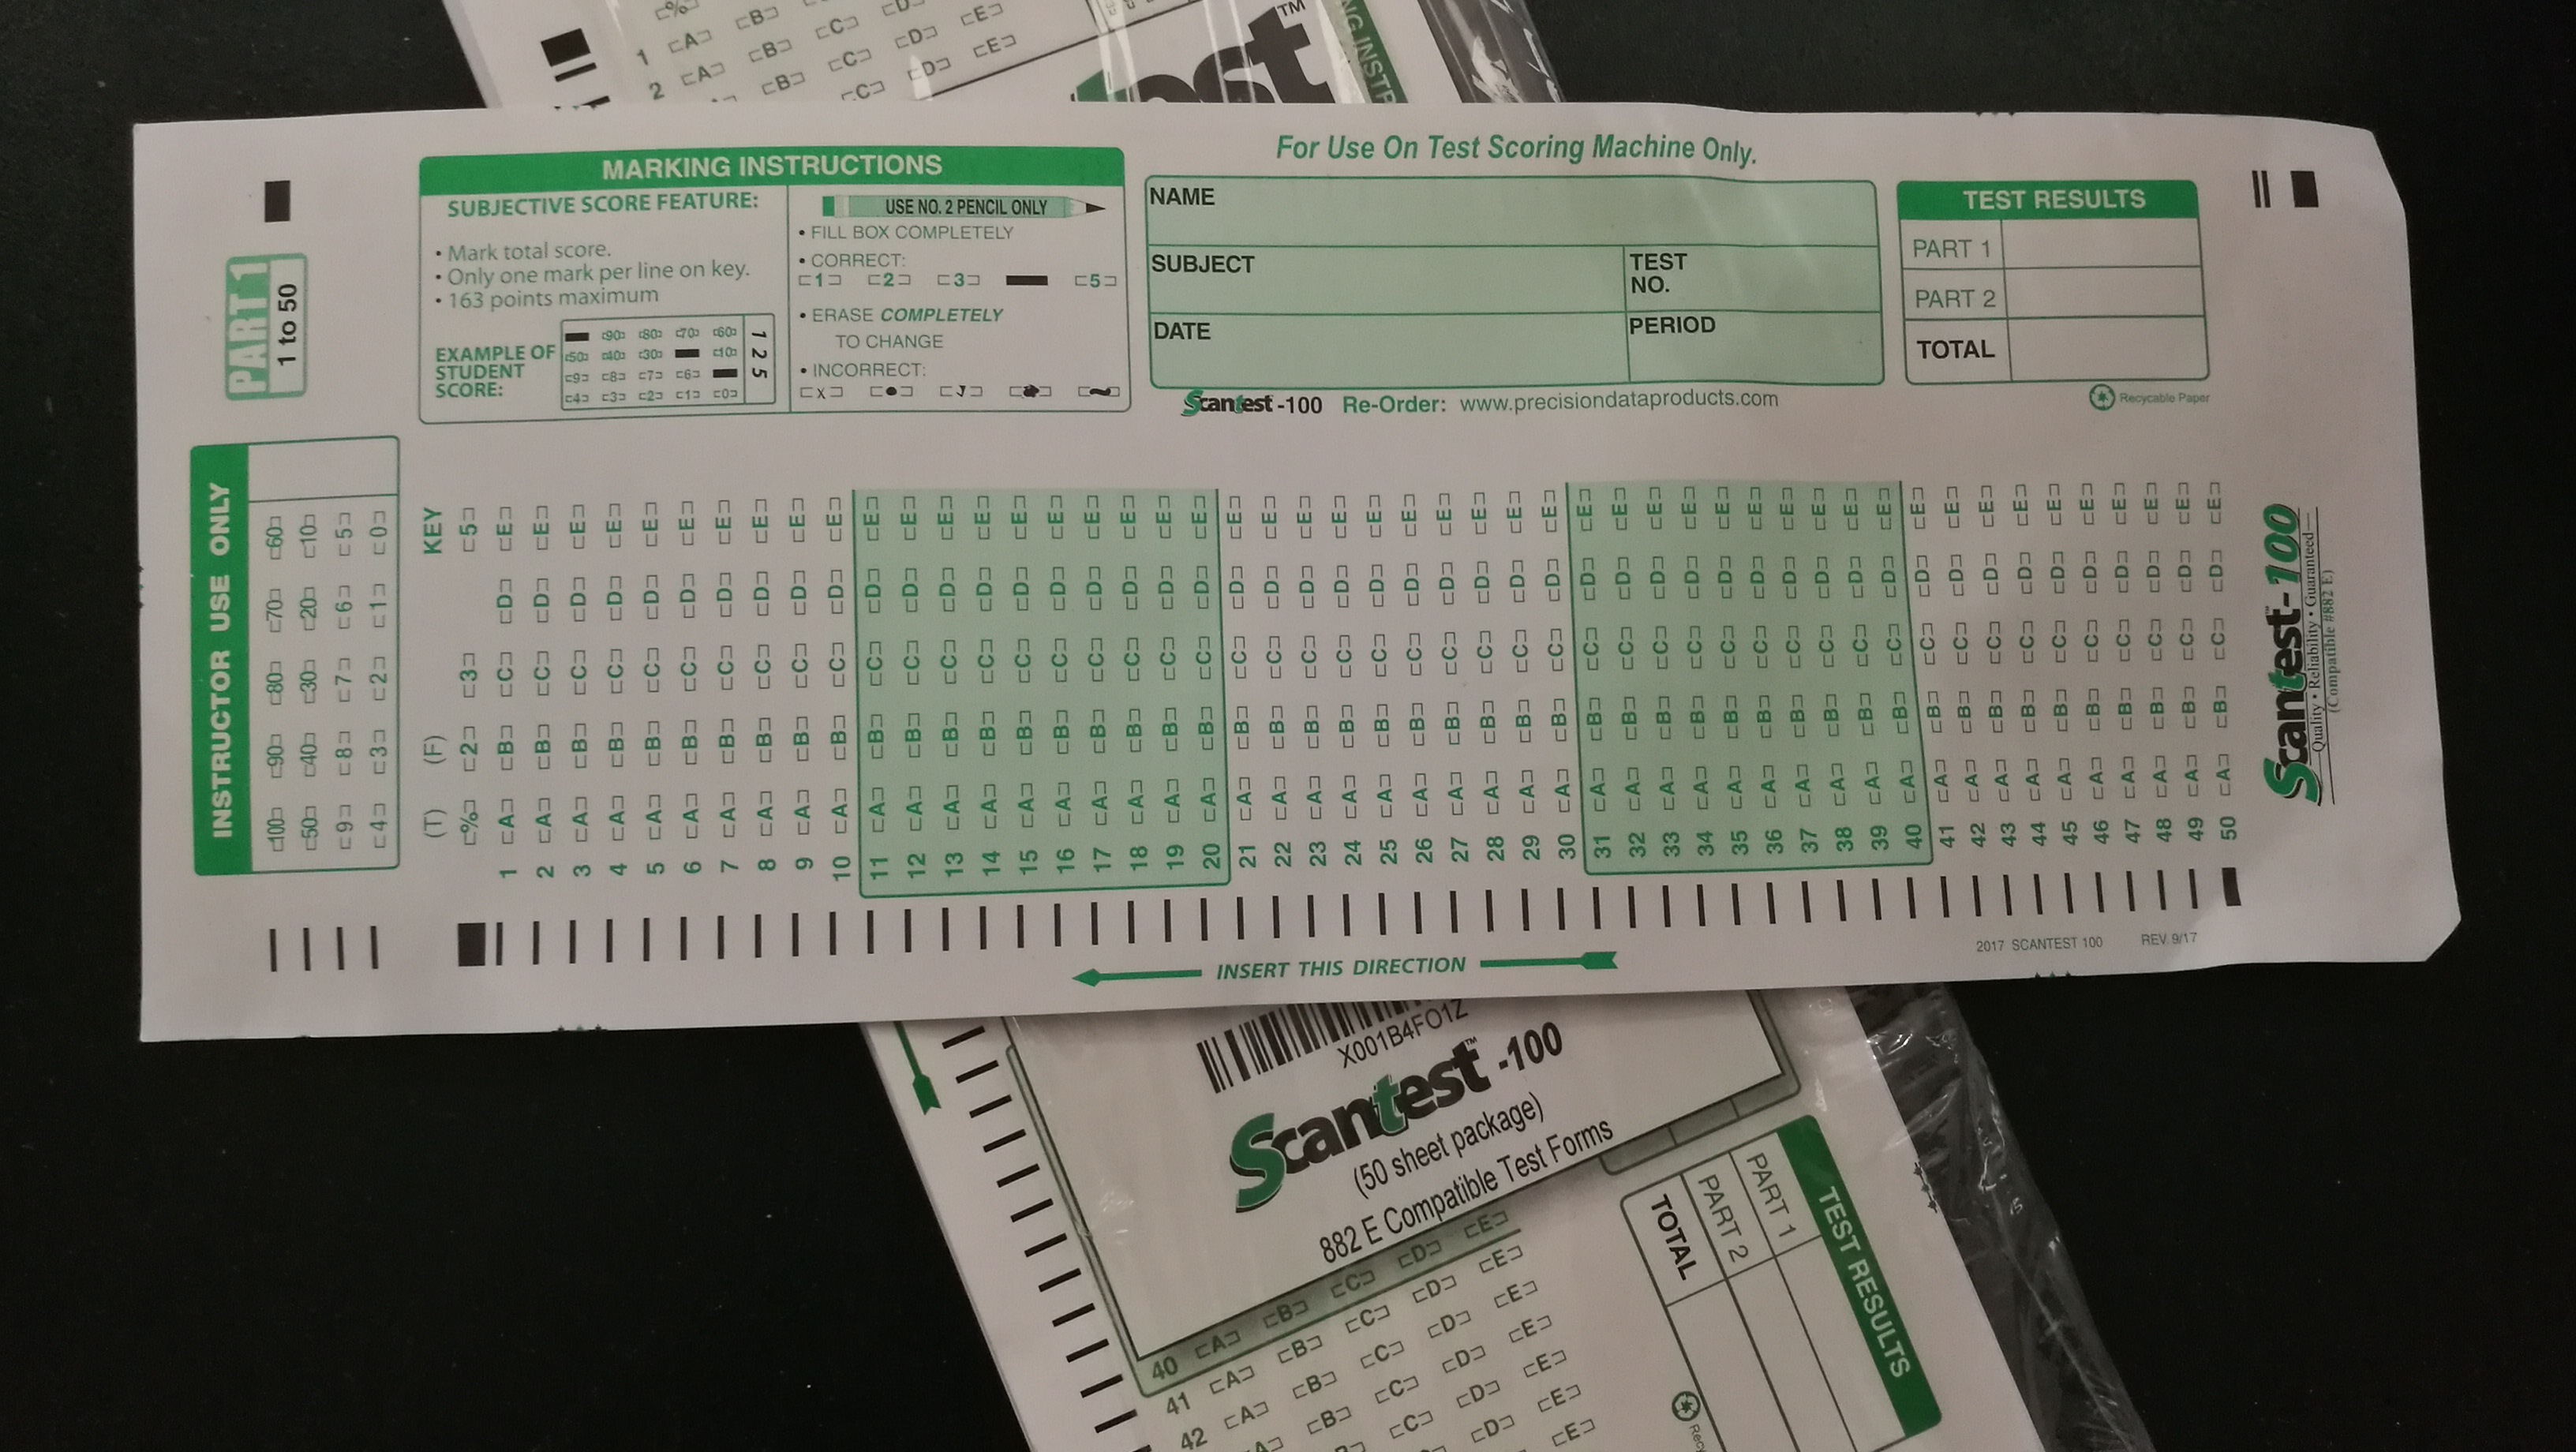 %
1 A B C D E
2 A B C D E
B C
est™
NG INSTR
MARKING INSTRUCTIONS
SUBJECTIVE SCORE FEATURE:
• Mark total score.
• Only one mark per line on key.
• 163 points maximum
EXAMPLE OF
STUDENT
SCORE:
90 80 70 60
50 40 30 10
9 8 7 6
4 3 2 1 0
1 2 5
USE NO. 2 PENCIL ONLY
• FILL BOX COMPLETELY
• CORRECT:
1 2 3 5
• ERASE COMPLETELY
TO CHANGE
• INCORRECT:
For Use On Test Scoring Machine Only.
NAME
SUBJECT
TEST
NO.
DATE
PERIOD
TEST RESULTS
PART 1
PART 2
TOTAL
Scantest-100 Re-Order: www.precisiondataproducts.com
Recyclable Paper
PART 1
1 to 50
INSTRUCTOR USE ONLY
100 90 80 70 60
50 40 30 20 10
9 8 7 6 5
4 3 2 1 0
(T) (F) KEY
% 2 3 5
1 A B C D E
2 A B C D E
3 A B C D E
4 A B C D E
5 A B C D E
6 A B C D E
7 A B C D E
8 A B C D E
9 A B C D E
10 A B C D E
11 A B C D E
12 A B C D E
13 A B C D E
14 A B C D E
15 A B C D E
16 A B C D E
17 A B C D E
18 A B C D E
19 A B C D E
20 A B C D E
21 A B C D E
22 A B C D E
23 A B C D E
24 A B C D E
25 A B C D E
26 A B C D E
27 A B C D E
28 A B C D E
29 A B C D E
30 A B C D E
31 A B C D E
32 A B C D E
33 A B C D E
34 A B C D E
35 A B C D E
36 A B C D E
37 A B C D E
38 A B C D E
39 A B C D E
40 A B C D E
41 A B C D E
42 A B C D E
43 A B C D E
44 A B C D E
45 A B C D E
46 A B C D E
47 A B C D E
48 A B C D E
49 A B C D E
50 A B C D E
Scantest™-100
Quality • Reliability • Guaranteed
(Compatible #882 E)
INSERT THIS DIRECTION
2017 SCANTEST 100 REV 9/17
X001B4FO1Z
Scantest™-100
(50 sheet package)
882 E Compatible Test Forms
40 A B C D E
41 A B C D E
42 A B C D E
TEST RESULTS
PART 1
PART 2
TOTAL